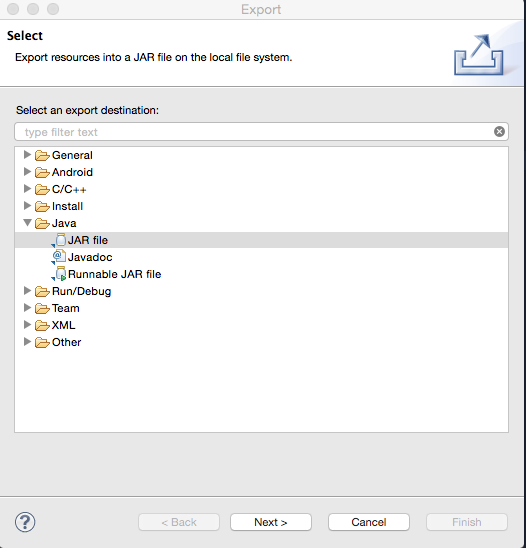 Export
Select
Export resources into a JAR file on the local file system.
Select an export destination:
type filter text
General
Android
C/C++
Install
Java
JAR file
Javadoc
Runnable JAR file
Run/Debug
Team
XML
Other
? < Back Next > Cancel Finish